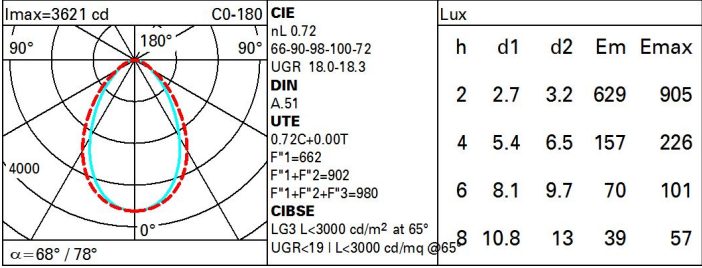 Imax=3621 cd C0-180
90° 180° 90°
4000
0°
α=68° / 78°
CIE
nL 0.72
66-90-98-100-72
UGR 18.0-18.3
DIN
A.51
UTE
0.72C+0.00T
F"1=662
F"1+F"2=902
F"1+F"2+F"3=980
CIBSE
LG3 L<3000 cd/m² at 65°
UGR<19 | L<3000 cd/mq @65°
Lux
h d1 d2 Em Emax
2 2.7 3.2 629 905
4 5.4 6.5 157 226
6 8.1 9.7 70 101
8 10.8 13 39 57